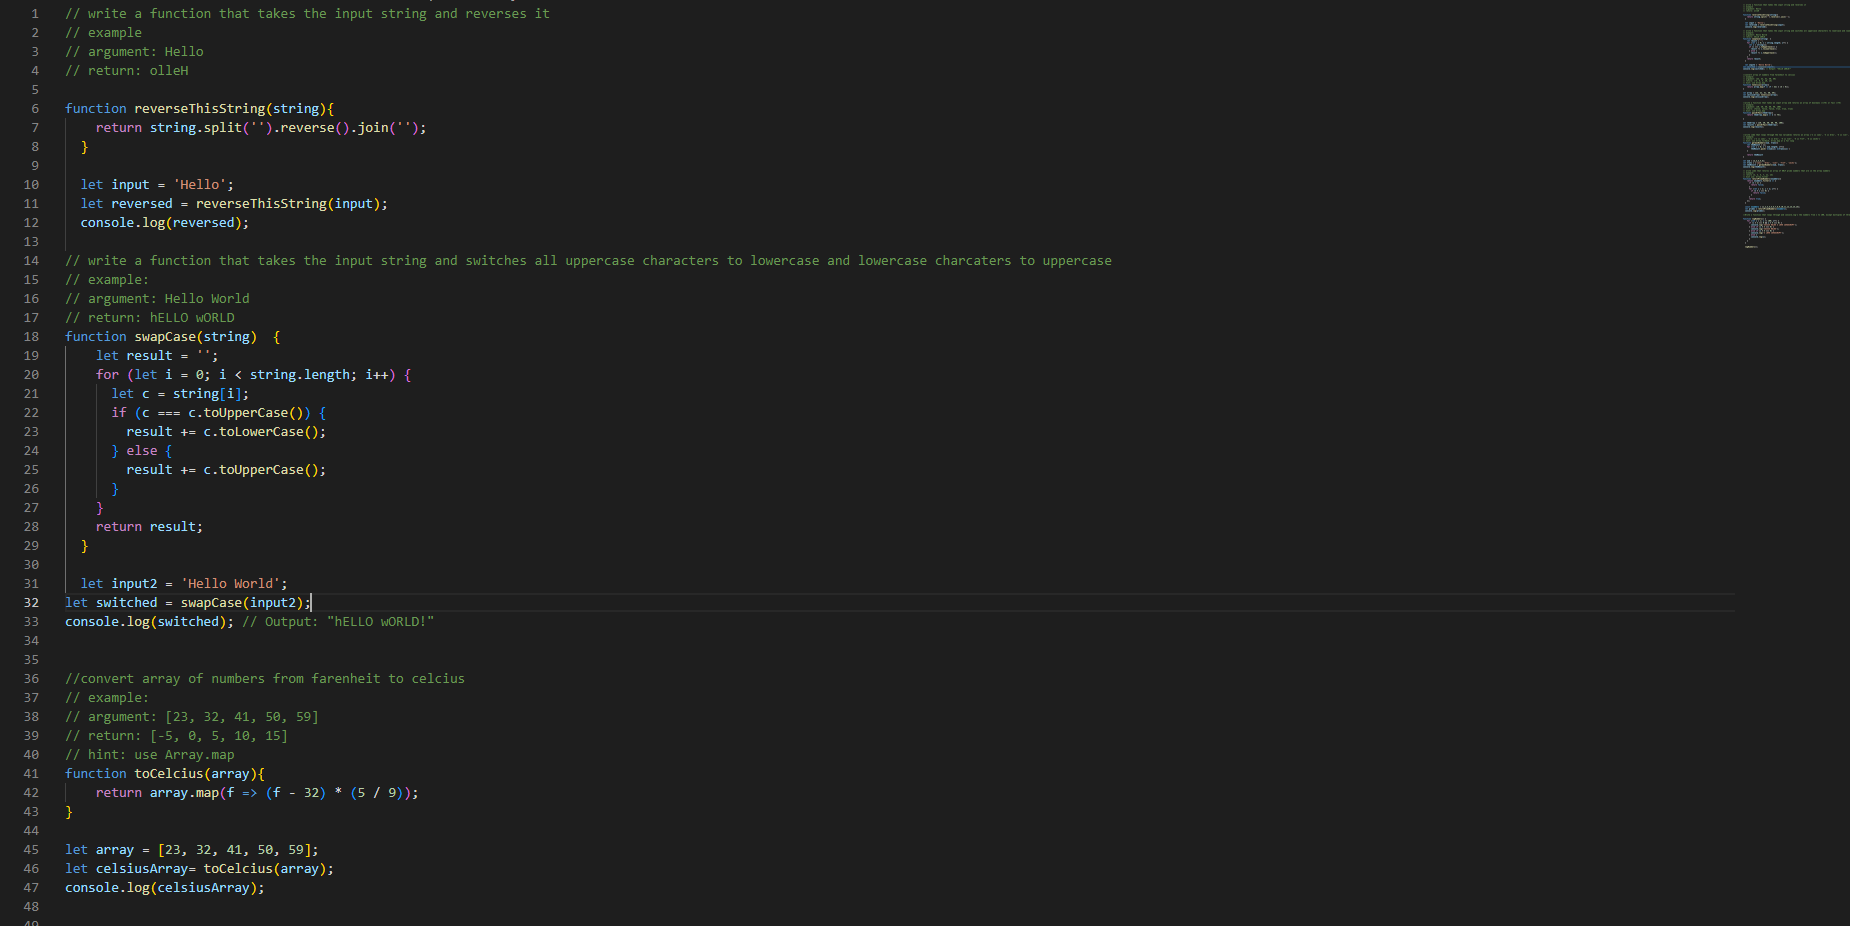 1 // write a function that takes the input string and reverses it
2 // example
3 // argument: Hello
4 // return: olleH
5
6 function reverseThisString(string){
7 return string.split('').reverse().join('');
8 }
9
10 let input = 'Hello';
11 let reversed = reverseThisString(input);
12 console.log(reversed);
13
14 // write a function that takes the input string and switches all uppercase characters to lowercase and lowercase charcaters to uppercase
15 // example:
16 // argument: Hello World
17 // return: hELLO wORLD
18 function swapCase(string)  {
19 let result = '';
20 for (let i = 0; i < string.length; i++) {
21 let c = string[i];
22 if (c === c.toUpperCase()) {
23 result += c.toLowerCase();
24 } else {
25 result += c.toUpperCase();
26 }
27 }
28 return result;
29 }
30
31 let input2 = 'Hello World';
32 let switched = swapCase(input2);
33 console.log(switched); // Output: "hELLO wORLD!"
34
35
36 //convert array of numbers from farenheit to celcius
37 // example:
38 // argument: [23, 32, 41, 50, 59]
39 // return: [-5, 0, 5, 10, 15]
40 // hint: use Array.map
41 function toCelcius(array){
42 return array.map(f => (f - 32) * (5 / 9));
43 }
44
45 let array = [23, 32, 41, 50, 59];
46 let celsiusArray= toCelcius(array);
47 console.log(celsiusArray);
48